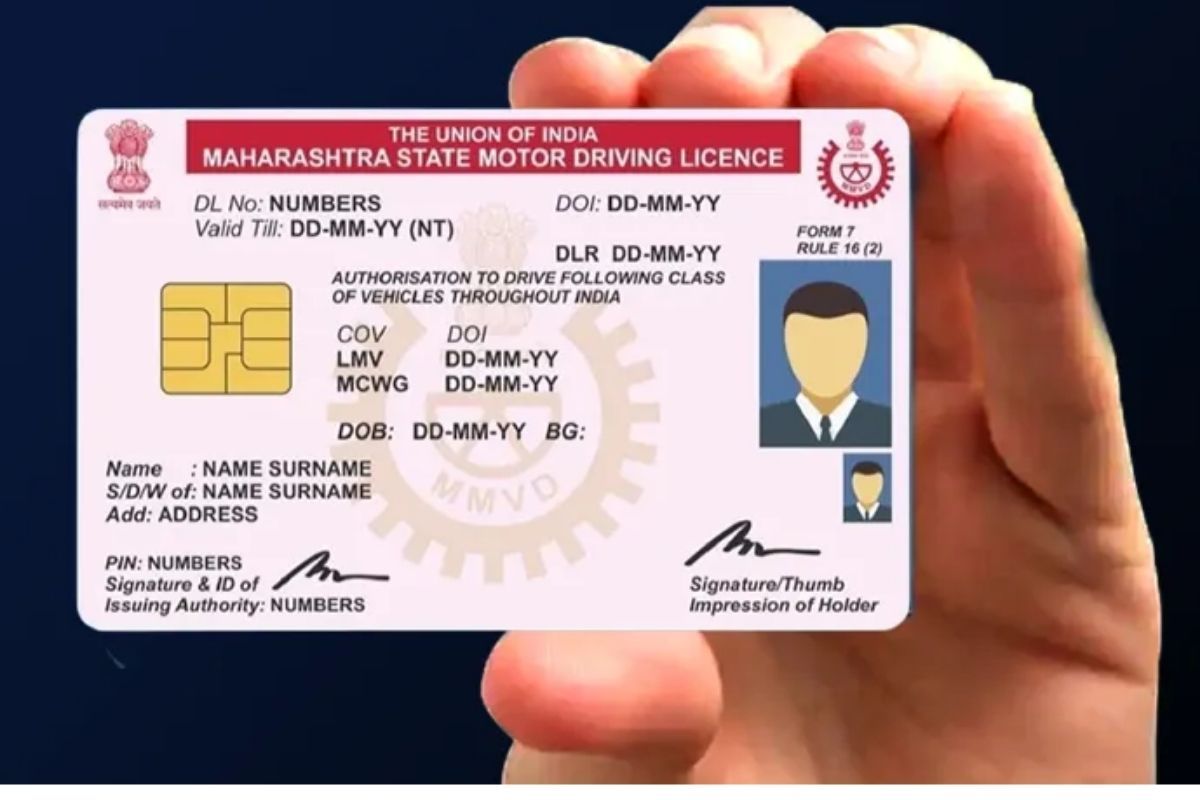 THE UNION OF INDIA
MAHARASHTRA STATE MOTOR DRIVING LICENCE
सत्यमेव जयते
DL No: NUMBERS
DOI: DD-MM-YY
Valid Till: DD-MM-YY (NT)
DLR DD-MM-YY
FORM 7
RULE 16 (2)
AUTHORISATION TO DRIVE FOLLOWING CLASS
OF VEHICLES THROUGHOUT INDIA
COV DOI
LMV DD-MM-YY
MCWG DD-MM-YY
DOB: DD-MM-YY BG:
Name : NAME SURNAME
S/D/W of: NAME SURNAME
Add: ADDRESS
MMVD
MMVD
PIN: NUMBERS
Signature & ID of
Issuing Authority: NUMBERS
Signature/Thumb
Impression of Holder